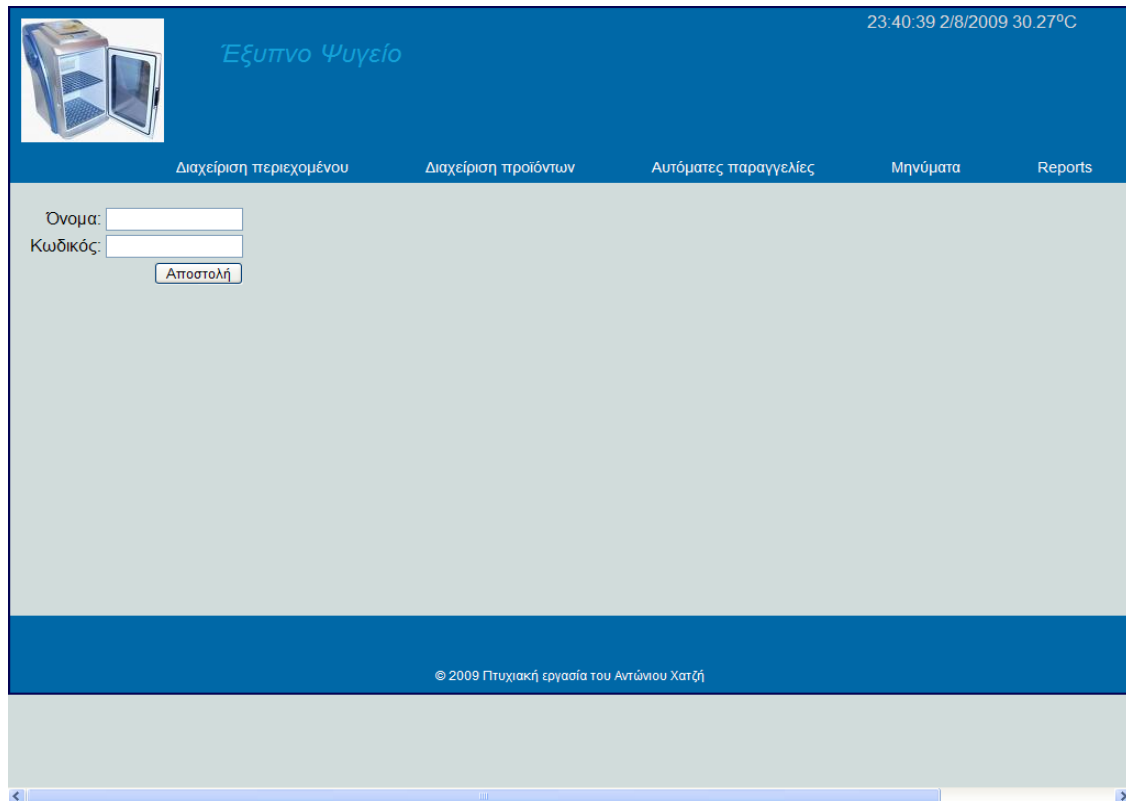 23:40:39 2/8/2009 30.27°C
Έξυπνο Ψυγείο
Διαχείριση περιεχομένου Διαχείριση προϊόντων Αυτόματες παραγγελίες Μηνύματα Reports
Όνομα:
Κωδικός:
Αποστολή
© 2009 Πτυχιακή εργασία του Αντώνιου Χατζή